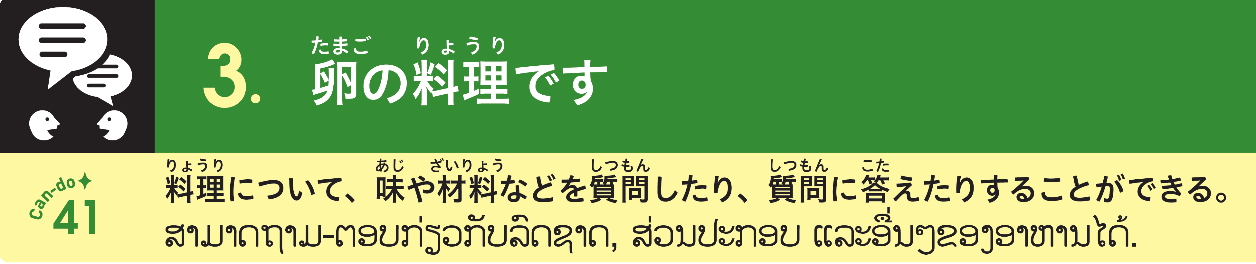 たまご りょうり
3. 卵の料理です
Can-do
41
りょうり あじ ざいりょう しつもん しつもん こた
料理について、味や材料などを質問したり、質問に答えたりすることができる。
ສາມາດຖາມ-ຕອບກ່ຽວກັບລົດຊາດ, ສ່ວນປະກອບ ແລະອື່ນໆຂອງອາຫານໄດ້.